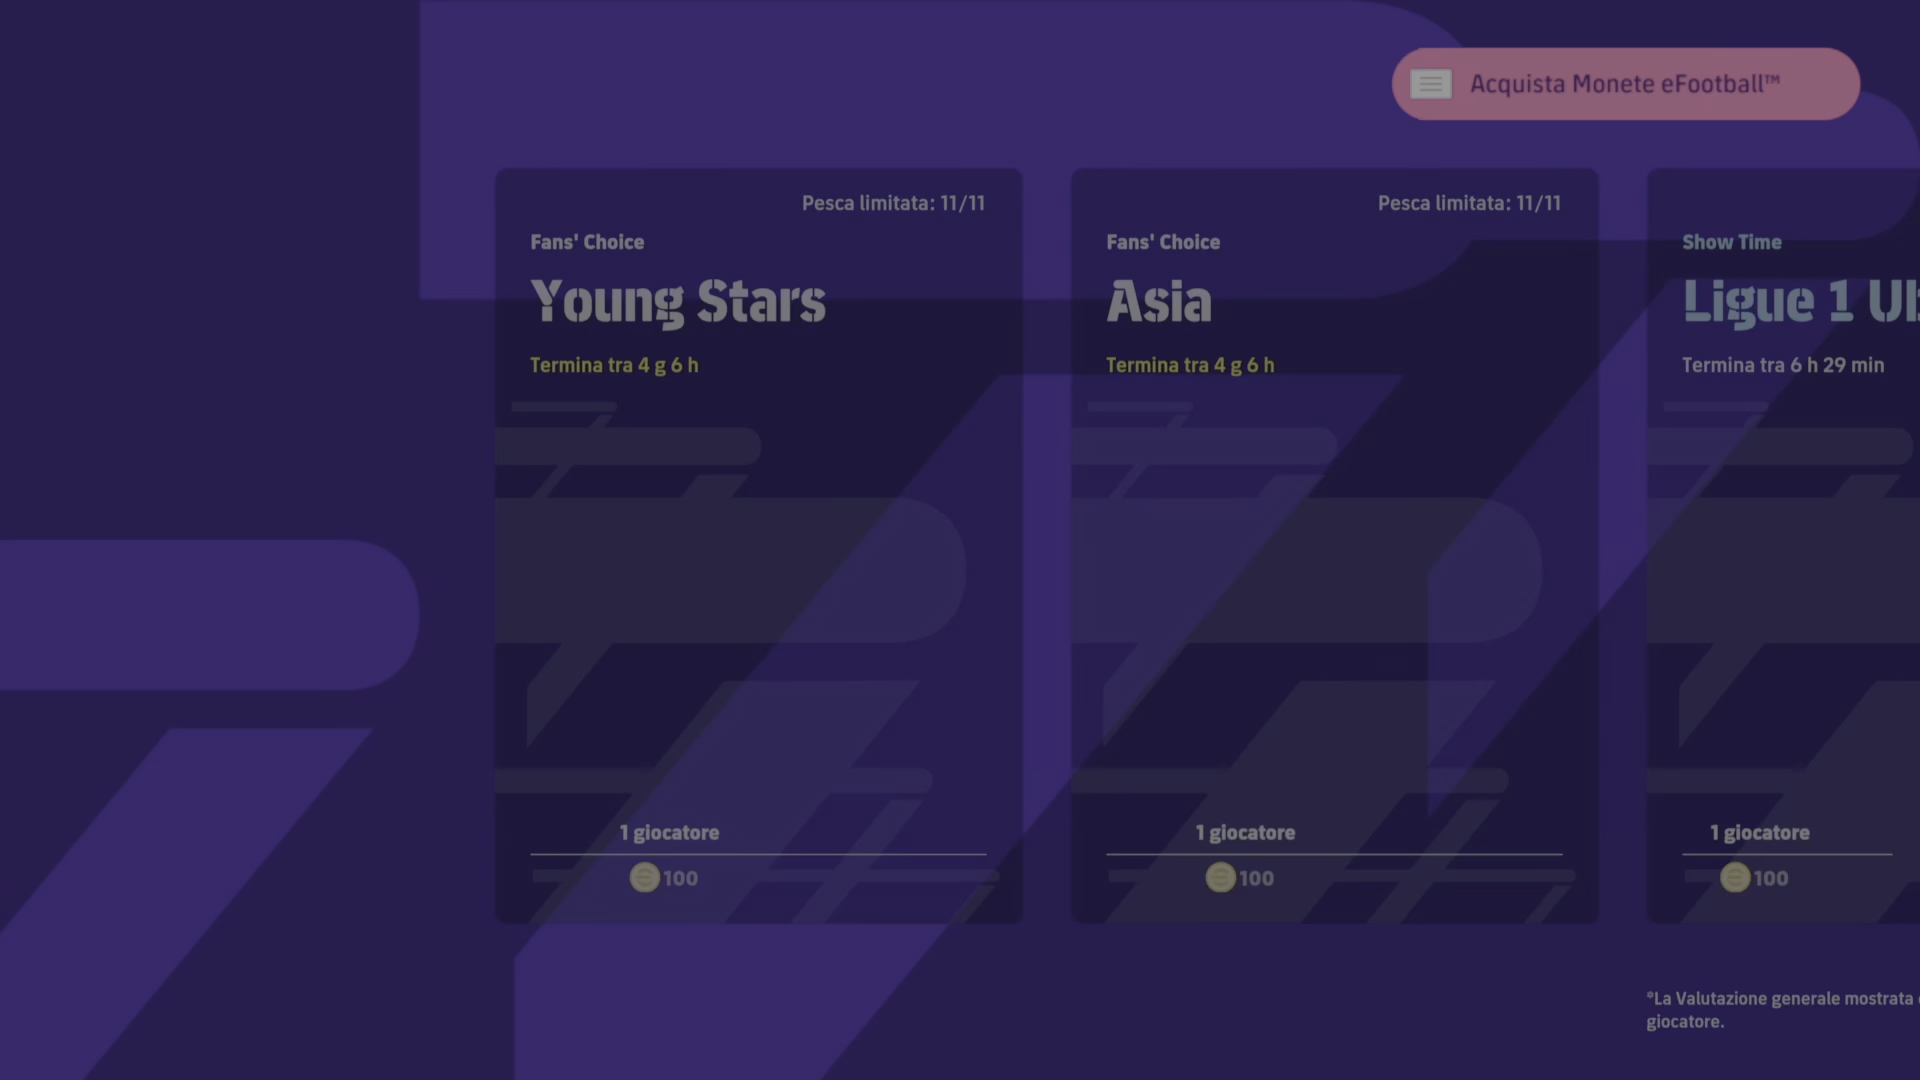 Acquista Monete eFootball™
Pesca limitata: 11/11
Fans' Choice
Young Stars
Termina tra 4 g 6 h
1 giocatore
100
Pesca limitata: 11/11
Fans' Choice
Asia
Termina tra 4 g 6 h
1 giocatore
100
Show Time
Ligue 1
Termina tra 6 h 29 min
1 giocatore
100
*La Valutazione generale mostrata
giocatore.